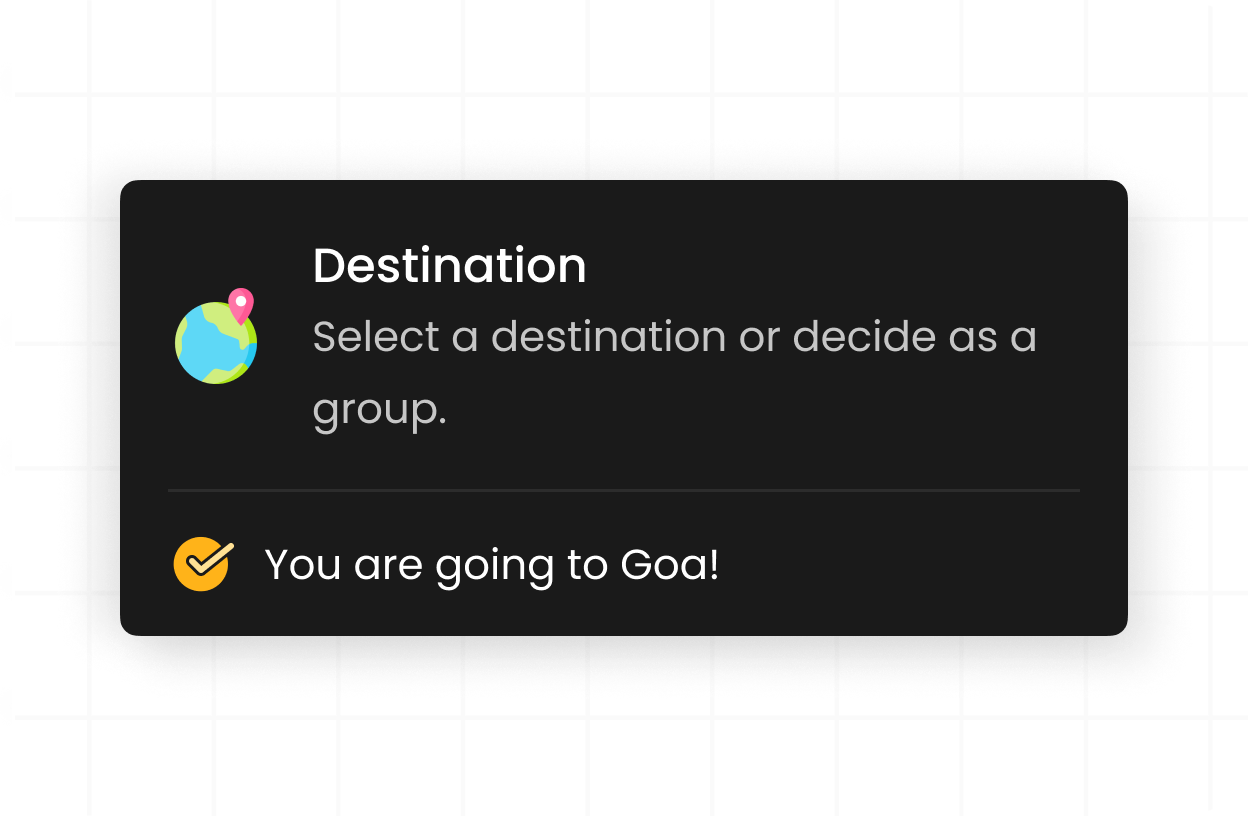 Destination
Select a destination or decide as a
group.
You are going to Goa!